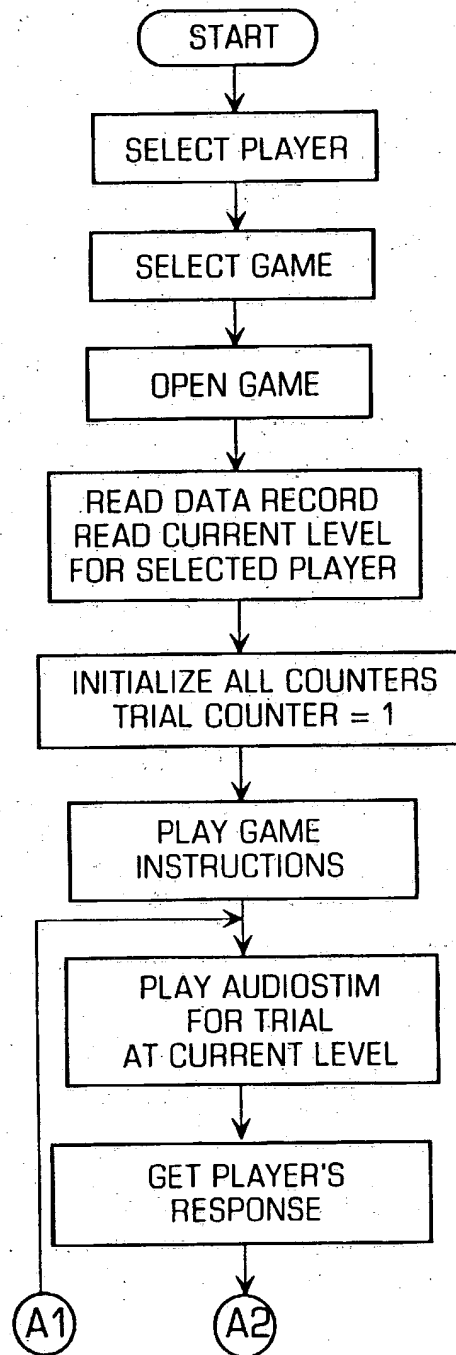 START
SELECT PLAYER
SELECT GAME
OPEN GAME
READ DATA RECORD
READ CURRENT LEVEL
FOR SELECTED PLAYER
INITIALIZE ALL COUNTERS
TRIAL COUNTER = 1
PLAY GAME
INSTRUCTIONS
PLAY AUDIOSTIM
FOR TRIAL
AT CURRENT LEVEL
GET PLAYER'S
RESPONSE
A1
A2